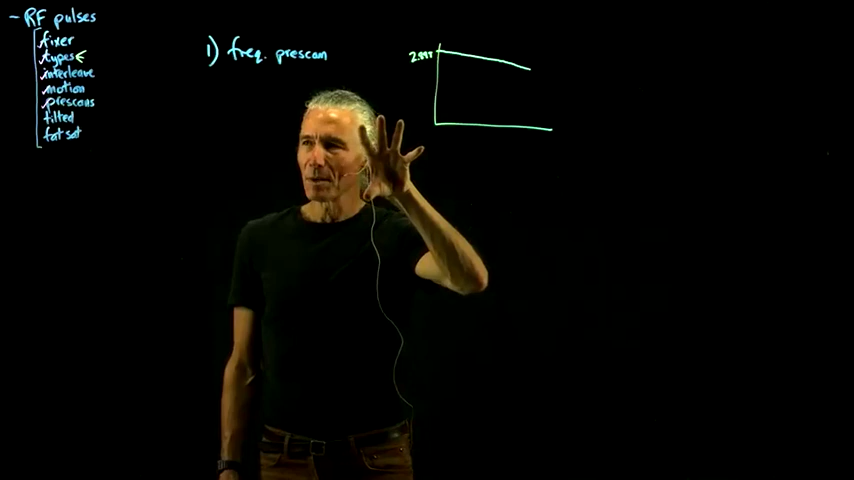 - RF pulses
fixer
types
interleave
motion
prescans
tilted
fat sat
1) freq. prescan